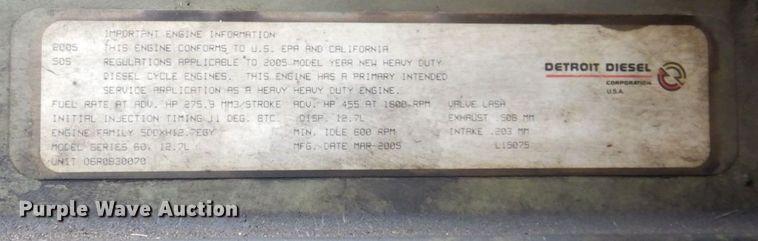 IMPORTANT ENGINE INFORMATION
2005 THIS ENGINE CONFORMS TO U.S. EPA AND CALIFORNIA
50S REGULATIONS APPLICABLE TO 2005 MODEL YEAR NEW HEAVY DUTY
DIESEL CYCLE ENGINES. THIS ENGINE HAS A PRIMARY INTENDED
SERVICE APPLICATION AS A HEAVY HEAVY DUTY ENGINE.
DETROIT DIESEL
CORPORATION
U.S.A.
FUEL RATE AT ADV. HP 275.9 MM3/STROKE ADV. HP 455 AT 1800 RPM VALVE LASH
INITIAL INJECTION TIMING 11 DEG. BTC. DISP. 12.7L EXHAUST .508 MM
ENGINE FAMILY 5DDXH12.7EGY MIN. IDLE 600 RPM INTAKE .203 MM
MODEL SERIES 60, 12.7L MFG. DATE MAR-2005 L15075
UNIT 06R0830070
Purple Wave Auction